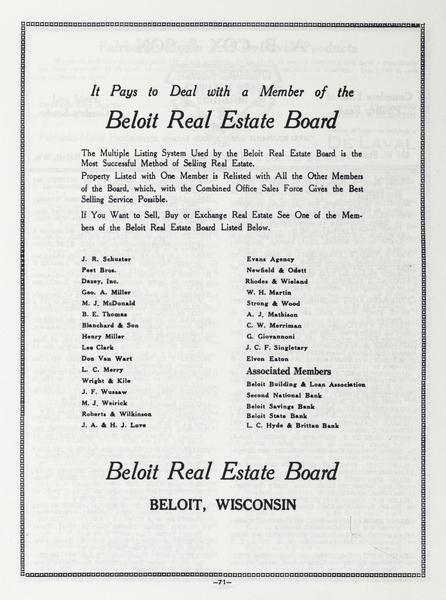 It Pays to Deal with a Member of the
Beloit Real Estate Board
The Multiple Listing System Used by the Beloit Real Estate Board is the
Most Successful Method of Selling Real Estate.
Property Listed with One Member is Relisted with All the Other Members
of the Board, which, with the Combined Office Sales Force Gives the Best
Selling Service Possible.
If You Want to Sell, Buy or Exchange Real Estate See One of the Mem-
bers of the Beloit Real Estate Board Listed Below.
J. R. Schuster
Peet Bros.
Dazey, Inc.
Geo. A. Miller
M. J. McDonald
B. E. Thomas
Blanchard & Son
Henry Miller
Lee Clark
Don Van Wart
L. C. Merry
Wright & Kile
J. F. Wussaw
M. J. Weirick
Roberts & Wilkinson
J. A. & H. J. Love
Evans Agency
Newfield & Odett
Rhodes & Wieland
W. H. Martin
Strong & Wood
A. J. Mathison
C. W. Merriman
G. Giovannoni
J. C. F. Singletary
Elvon Eaton
Associated Members
Beloit Building & Loan Association
Second National Bank
Beloit Savings Bank
Beloit State Bank
L. C. Hyde & Brittan Bank
Beloit Real Estate Board
BELOIT, WISCONSIN
—71—